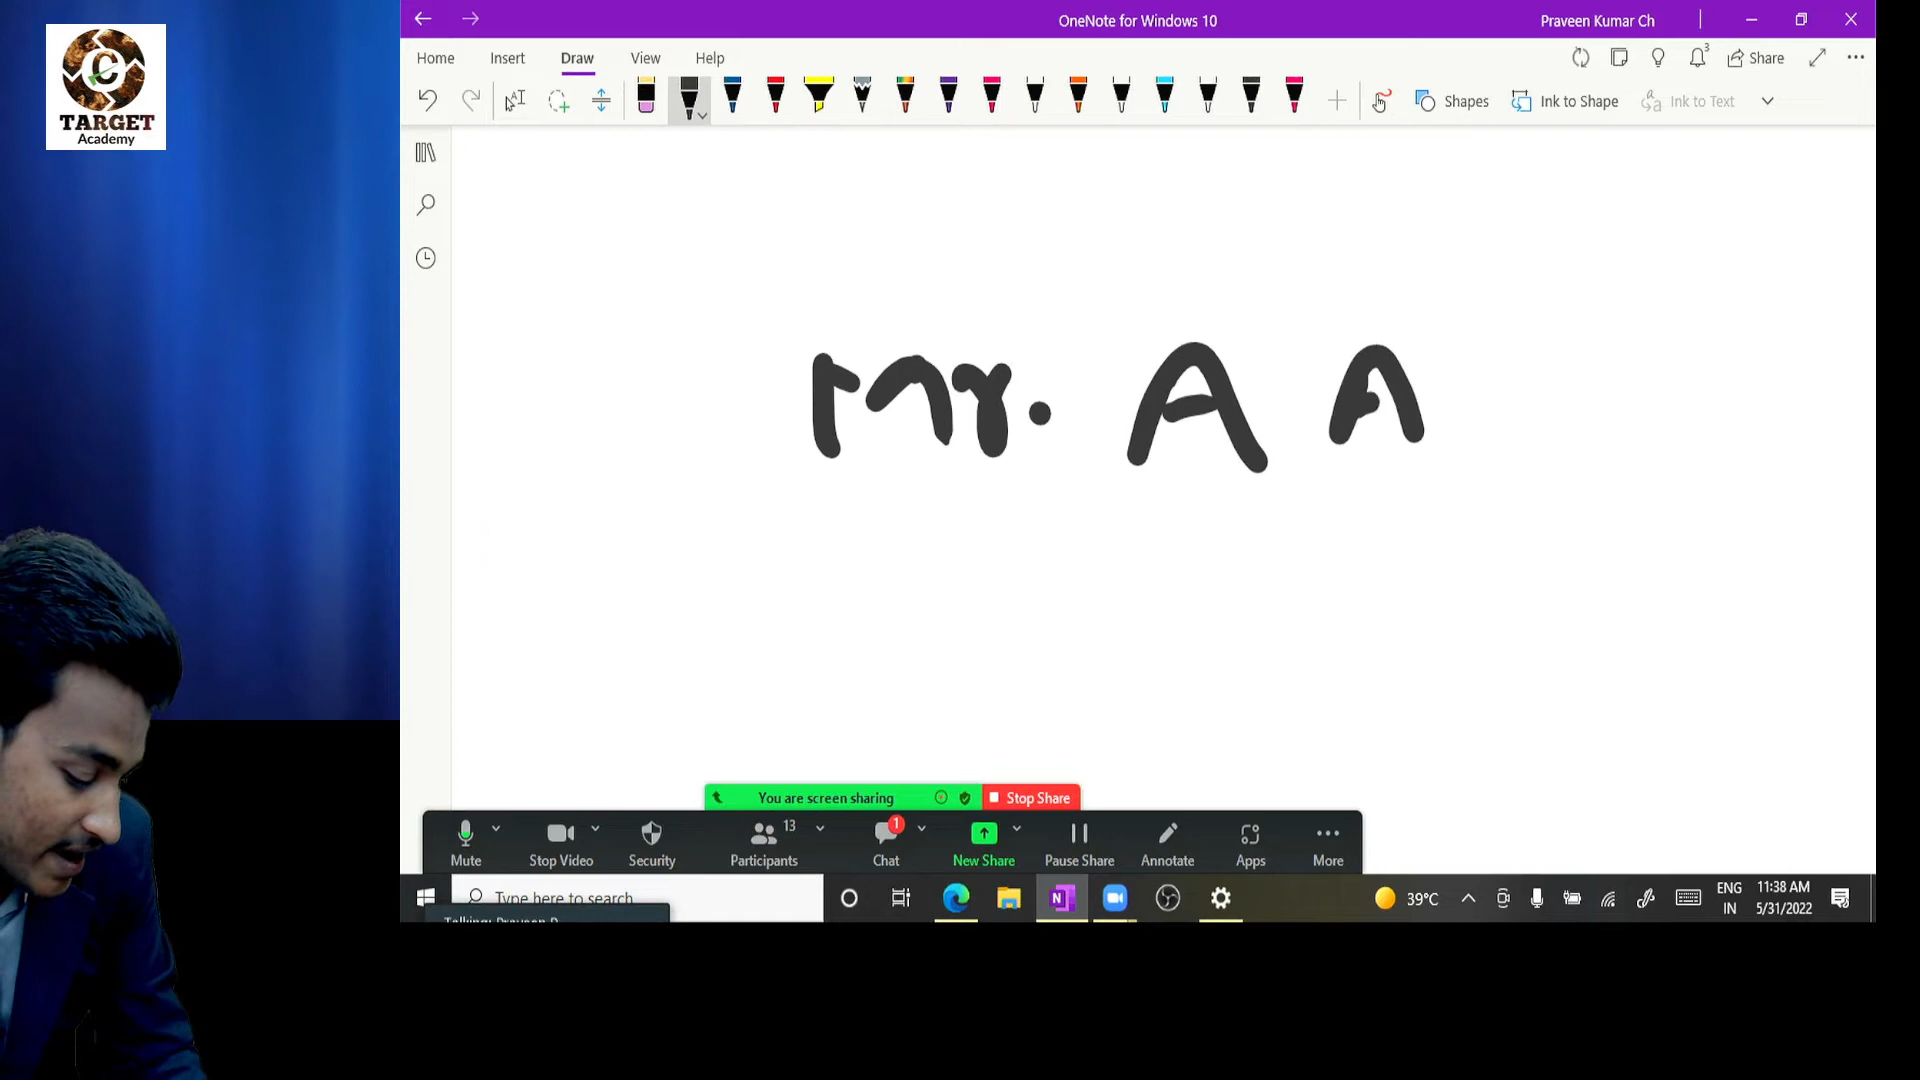 TARGET
Academy
OneNote for Windows 10
Praveen Kumar Ch
Home Insert Draw View Help
3
Share
Shapes
Ink to Shape
Ink to Text
Mr. A A
You are screen sharing
Stop Share
13
1
Mute
Stop Video
Security
Participants
Chat
New Share
Pause Share
Annotate
Apps
More
Type here to search
39°C
ENG
IN
11:38 AM
5/31/2022